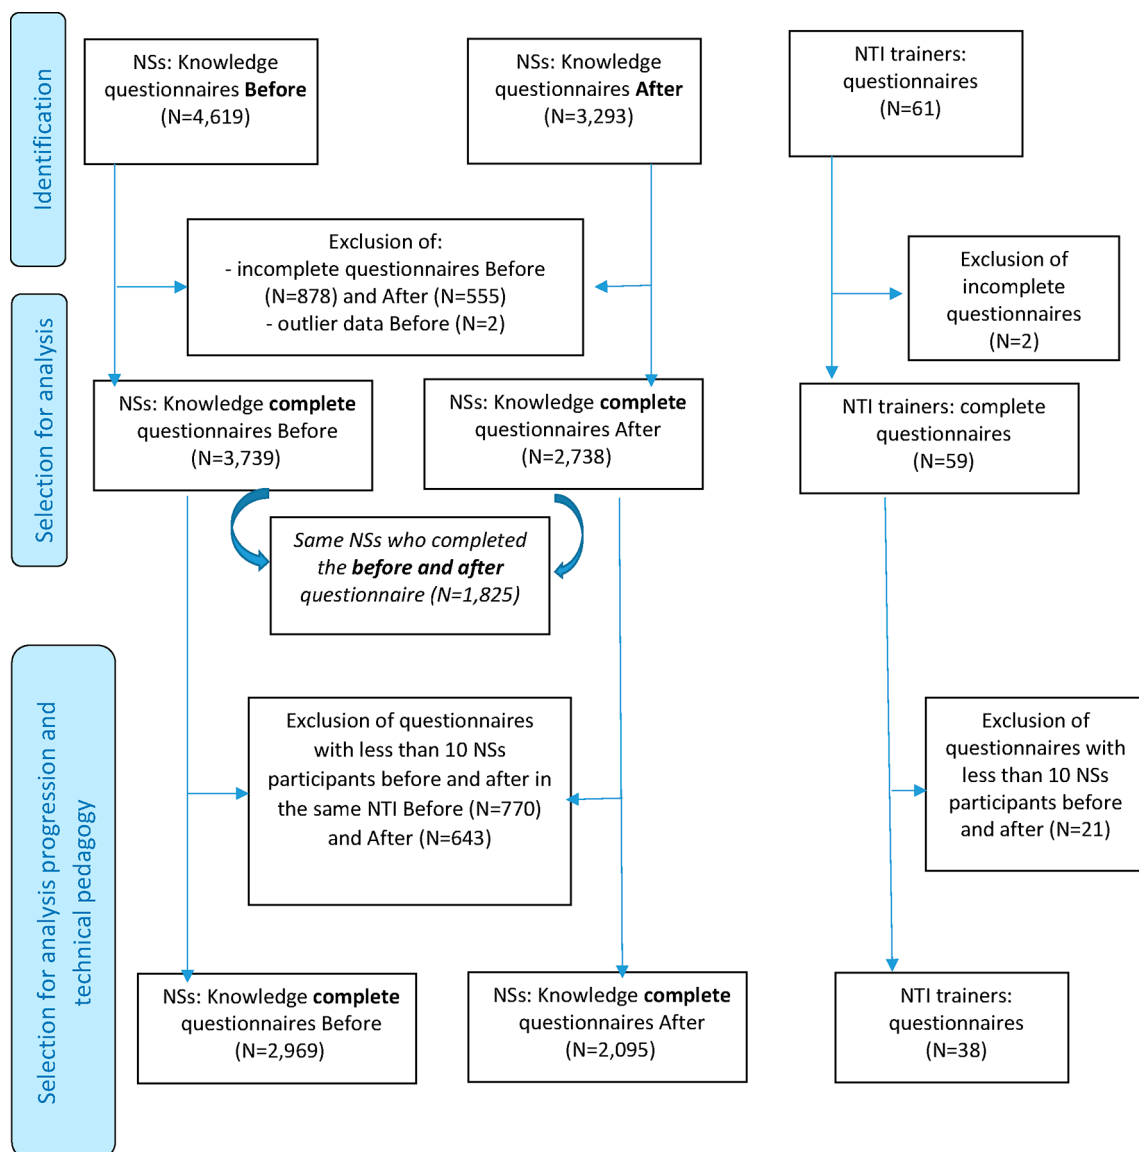 Identification
NSs: Knowledge
questionnaires Before
(N=4,619)
NSs: Knowledge
questionnaires After
(N=3,293)
NTI trainers:
questionnaires
(N=61)
Exclusion of:
- incomplete questionnaires Before
(N=878) and After (N=555)
- outlier data Before (N=2)
Exclusion of
incomplete
questionnaires
(N=2)
Selection for analysis
NSs: Knowledge complete
questionnaires Before
(N=3,739)
NSs: Knowledge complete
questionnaires After
(N=2,738)
NTI trainers: complete
questionnaires
(N=59)
Same NSs who completed
the before and after
questionnaire (N=1,825)
Selection for analysis progression and
technical pedagogy
Exclusion of questionnaires
with less than 10 NSs
participants before and after in
the same NTI Before (N=770)
and After (N=643)
Exclusion of
questionnaires with
less than 10 NSs
participants before
and after (N=21)
NSs: Knowledge complete
questionnaires Before
(N=2,969)
NSs: Knowledge complete
questionnaires After
(N=2,095)
NTI trainers:
questionnaires
(N=38)